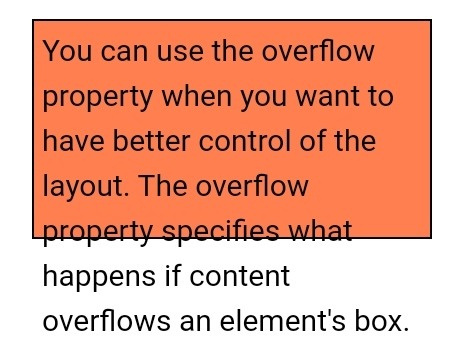 You can use the overflow
property when you want to
have better control of the
layout. The overflow
property specifies what
happens if content
overflows an element's box.